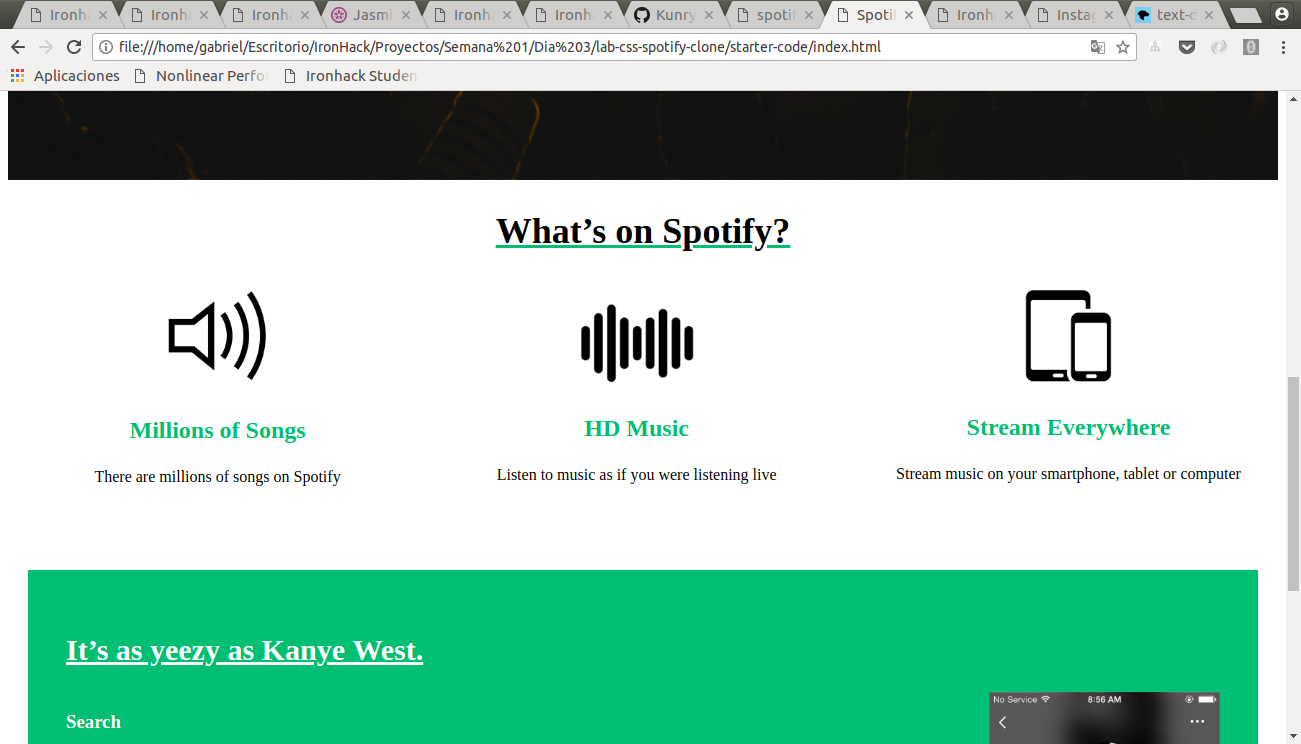 Ironh Ironh Ironh Jasmi Ironh Ironh Kunry spoti Spoti Ironh Insta text-d
file:///home/gabriel/Escritorio/IronHack/Proyectos/Semana%201/Dia%203/lab-css-spotify-clone/starter-code/index.html
Aplicaciones Nonlinear Perfo Ironhack Studen
What’s on Spotify?
Millions of Songs
HD Music
Stream Everywhere
There are millions of songs on Spotify
Listen to music as if you were listening live
Stream music on your smartphone, tablet or computer
It’s as yeezy as Kanye West.
Search
No Service 8:56 AM